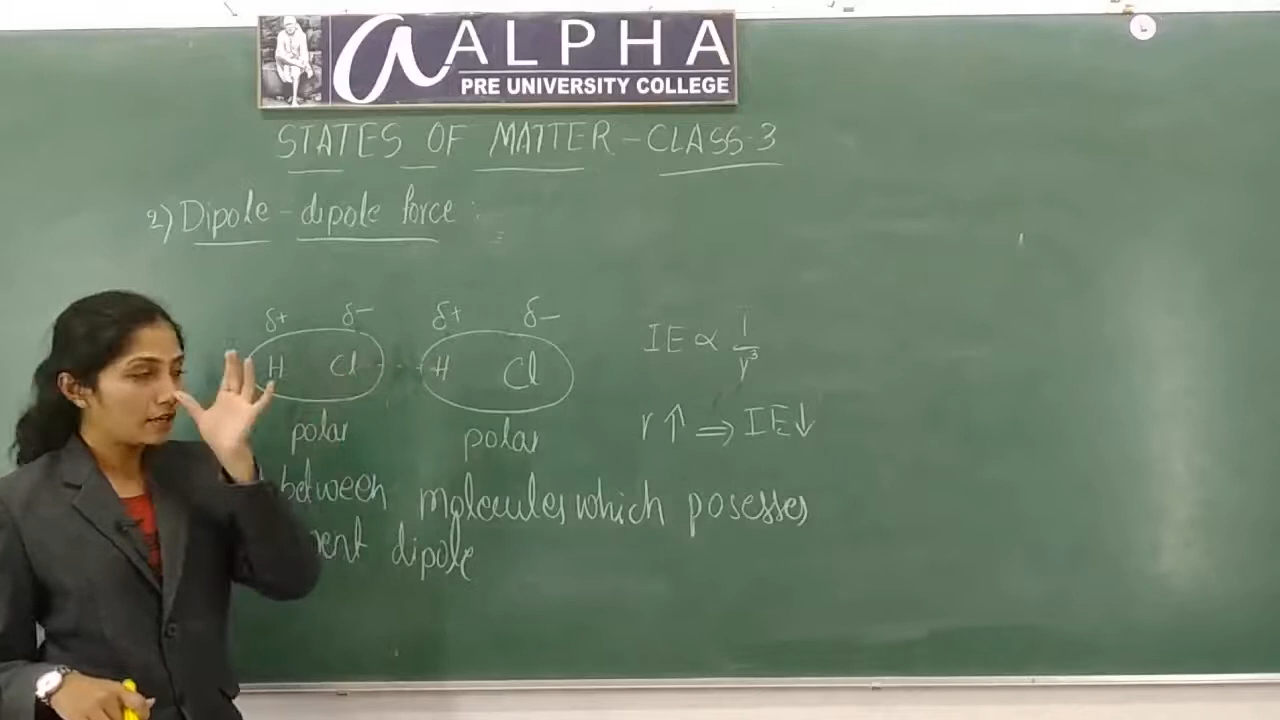 ALPHA
PRE UNIVERSITY COLLEGE
STATES OF MATTER - CLASS-3
2) Dipole - dipole force :
δ+ δ- δ+ δ-
H Cl H Cl
polar polar
IE ∝ 1/r³
r ↑ ⇒ IE ↓
between molecules which posesses
dipole